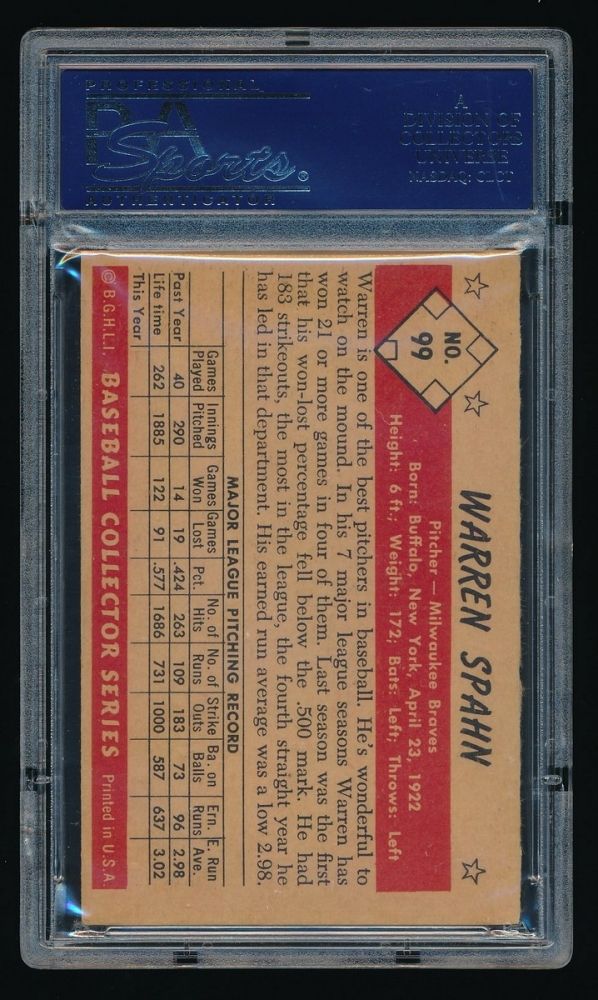 PROFESSIONAL
PSA
Sports®
AUTHENTICATOR
A
DIVISION OF
COLLECTORS
UNIVERSE
NASDAQ: CLCT
NO.
99
WARREN SPAHN
Pitcher — Milwaukee Braves
Born: Buffalo, New York, April 23, 1922
Height: 6 ft.; Weight: 172; Bats: Left; Throws: Left
Warren is one of the best pitchers in baseball. He's wonderful to
watch on the mound. In his 7 major league seasons Warren has
won 21 or more games in four of them. Last season was the first
that his won-lost percentage fell below the .500 mark. He had
183 strikeouts, the most in the league, the fourth straight year he
has led in that department. His earned run average was a low 2.98.
MAJOR LEAGUE PITCHING RECORD
Games Innings Games Games No. of No. of Strike Ba. on Ern. E. Run
Played Pitched Won Lost Pct. Hits Runs Outs Balls Runs Ave.
Past Year 40 290 14 19 .424 263 109 183 73 96 2.98
Life time 262 1885 122 91 .577 1686 731 1000 587 637 3.02
This Year
© B.G.H.L.I. BASEBALL COLLECTOR SERIES Printed in U.S.A.